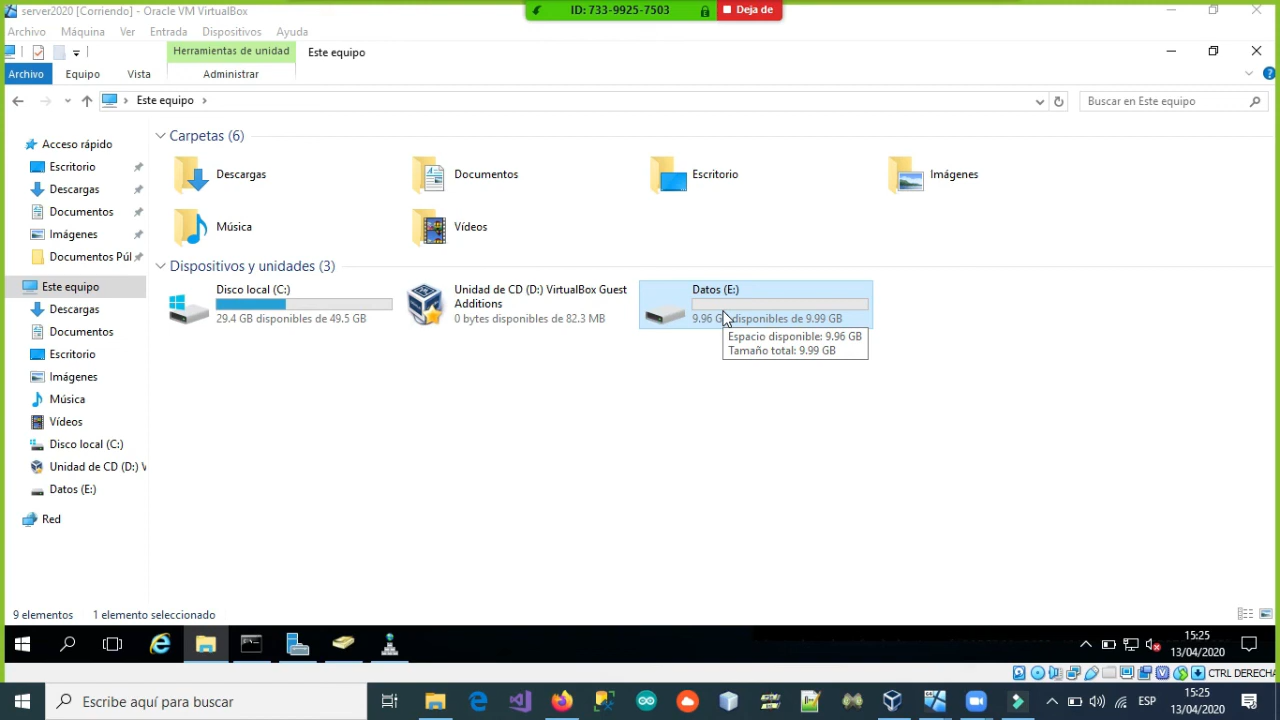 server2020 [Corriendo] - Oracle VM VirtualBox
ID: 733-9925-7503
Deja de
Archivo Máquina Ver Entrada Dispositivos Ayuda
Herramientas de unidad
Este equipo
Archivo Equipo Vista Administrar
Este equipo
Buscar en Este equipo
Acceso rápido
Escritorio
Descargas
Documentos
Imágenes
Documentos Púl
Este equipo
Descargas
Documentos
Escritorio
Imágenes
Música
Vídeos
Disco local (C:)
Unidad de CD (D:) V
Datos (E:)
Red
Carpetas (6)
Descargas
Documentos
Escritorio
Imágenes
Música
Vídeos
Dispositivos y unidades (3)
Disco local (C:)
29.4 GB disponibles de 49.5 GB
Unidad de CD (D:) VirtualBox Guest
Additions
0 bytes disponibles de 82.3 MB
Datos (E:)
9.96 G disponibles de 9.99 GB
Espacio disponible: 9.96 GB
Tamaño total: 9.99 GB
9 elementos 1 elemento seleccionado
15:25
13/04/2020
CTRL DERECHA
Escribe aquí para buscar
ESP
15:25
13/04/2020